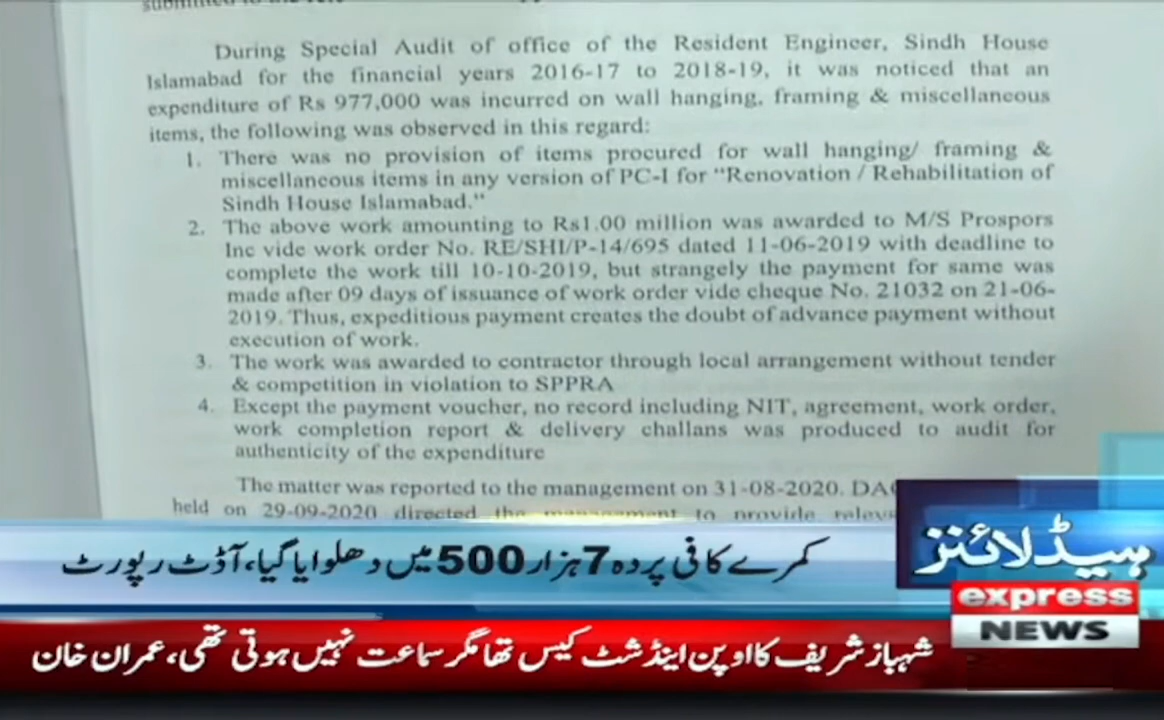 During Special Audit of office of the Resident Engineer, Sindh House
Islamabad for the financial years 2016-17 to 2018-19, it was noticed that an
expenditure of Rs 977,000 was incurred on wall hanging, framing & miscellaneous
items, the following was observed in this regard:
1. There was no provision of items procured for wall hanging/ framing &
miscellaneous items in any version of PC-I for “Renovation / Rehabilitation of
Sindh House Islamabad.”
2. The above work amounting to Rs1.00 million was awarded to M/S Prospors
Inc vide work order No. RE/SHI/P-14/695 dated 11-06-2019 with deadline to
complete the work till 10-10-2019, but strangely the payment for same was
made after 09 days of issuance of work order vide cheque No. 21032 on 21-06-
2019. Thus, expeditious payment creates the doubt of advance payment without
execution of work.
3. The work was awarded to contractor through local arrangement without tender
& competition in violation to SPPRA
4. Except the payment voucher, no record including NIT, agreement, work order,
work completion report & delivery challans was produced to audit for
authenticity of the expenditure
The matter was reported to the management on 31-08-2020.
held on 29-09-2020 directed the management to provide
ہیڈلائنز
کمرے کا فی پردہ 7 ہزار 500 میں دھلوایا گیا، آڈٹ رپورٹ
express
NEWS
شہباز شریف کا اوپن اینڈ شٹ کیس تھا مگر سماعت نہیں ہوتی تھی، عمران خان